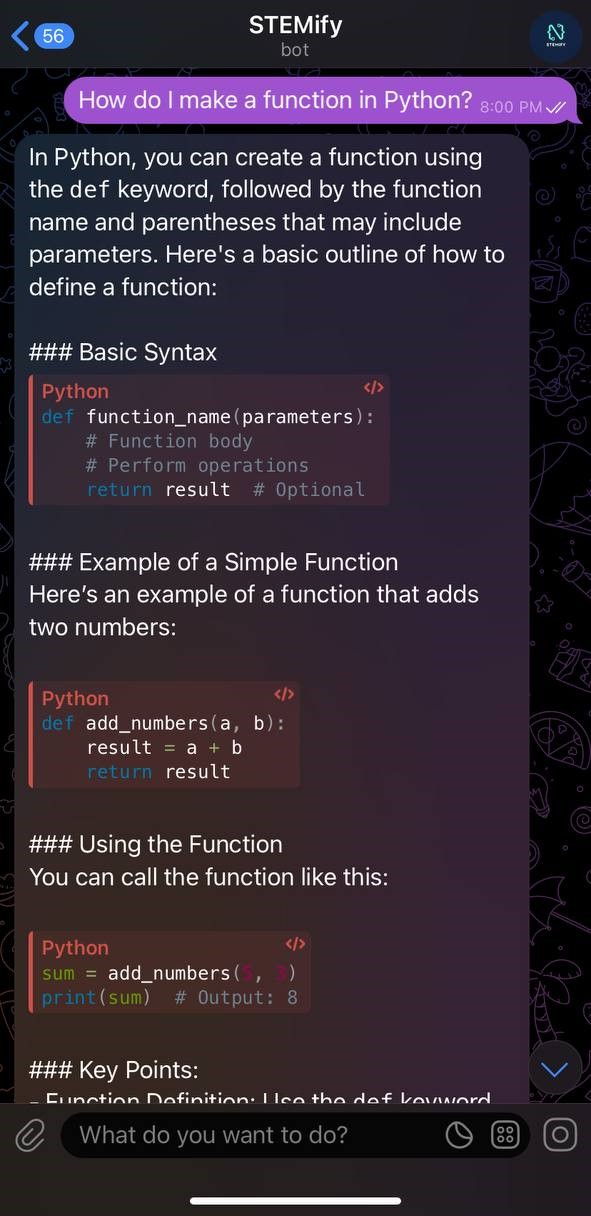 56
STEMify
bot
STEMIFY
How do I make a function in Python? 8:00 PM
In Python, you can create a function using
the def keyword, followed by the function
name and parentheses that may include
parameters. Here's a basic outline of how to
define a function:
### Basic Syntax
Python </>
def function_name(parameters):
    # Function body
    # Perform operations
    return result  # Optional
### Example of a Simple Function
Here’s an example of a function that adds
two numbers:
Python </>
def add_numbers(a, b):
    result = a + b
    return result
### Using the Function
You can call the function like this:
Python </>
sum = add_numbers(5, 3)
print(sum)  # Output: 8
### Key Points:
- Function Definition: Use the def keyword
What do you want to do?